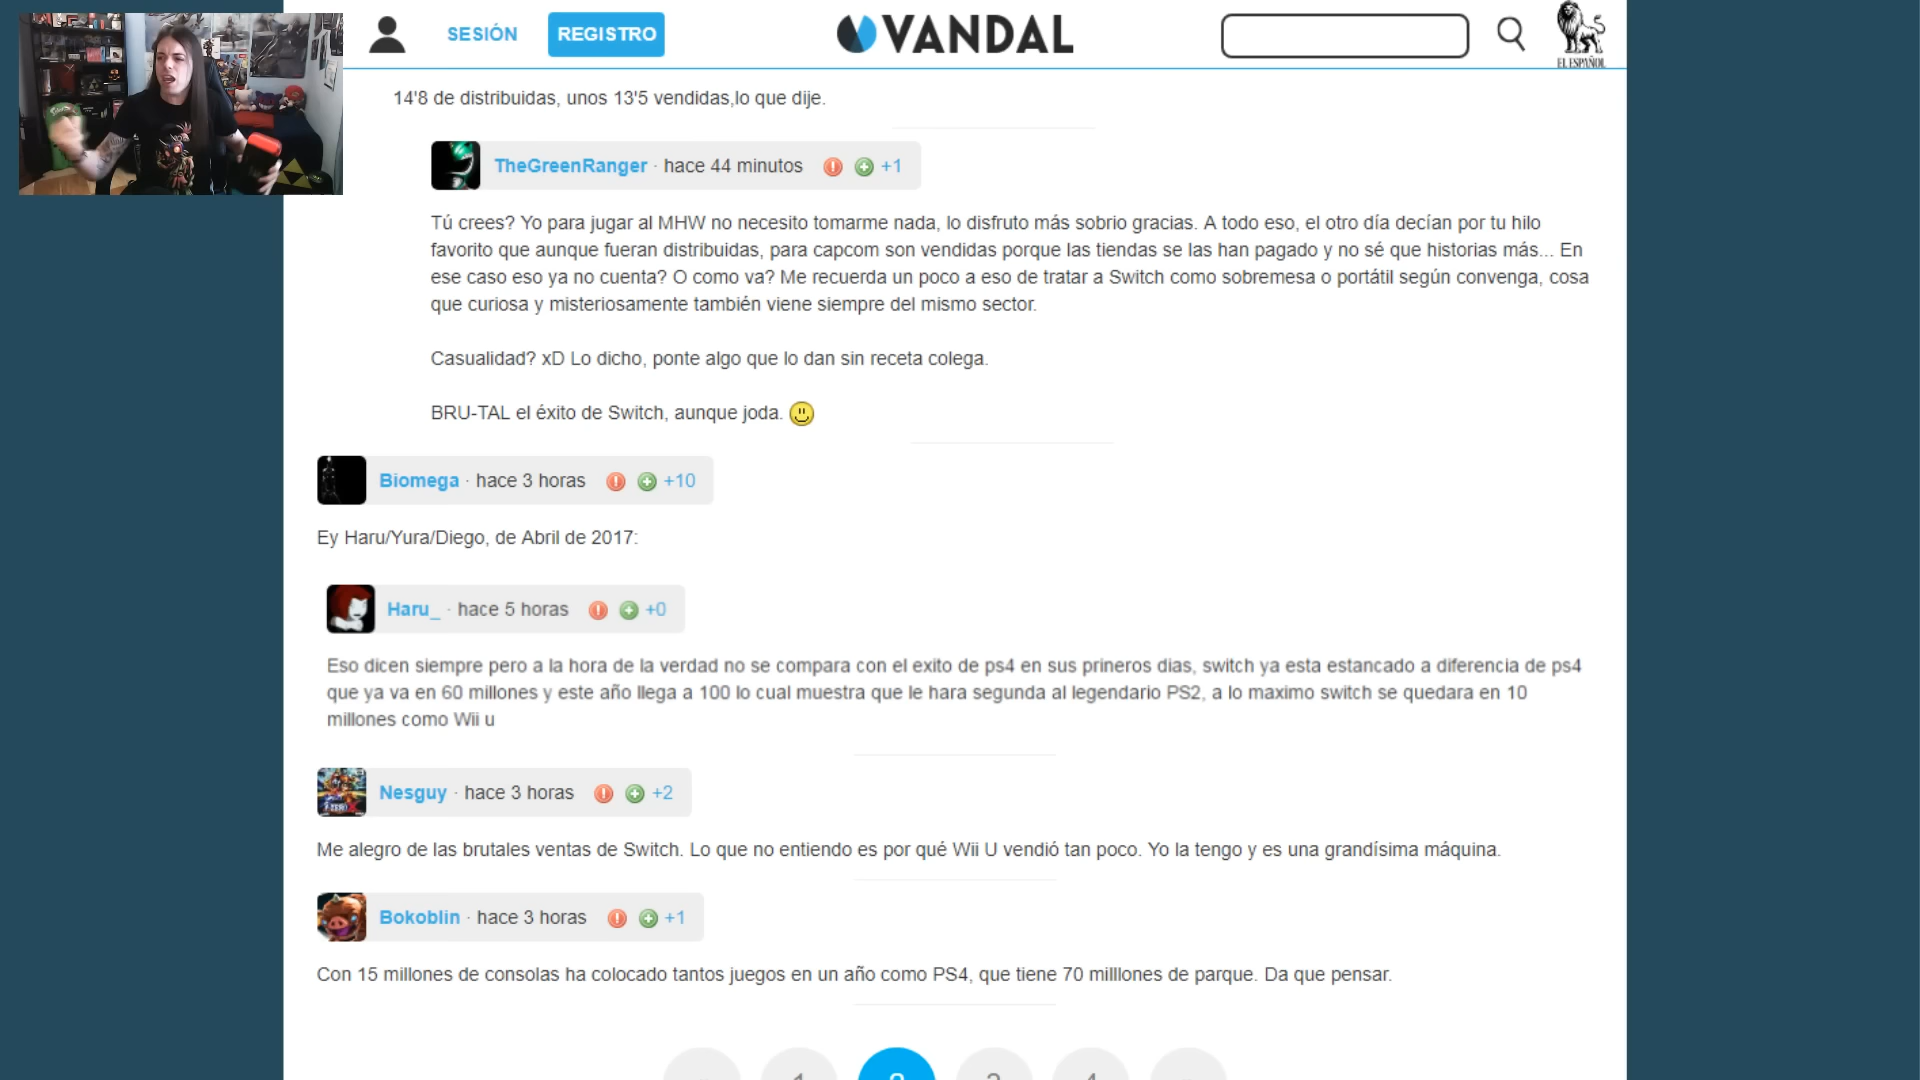 SESIÓN
REGISTRO
VANDAL
EL ESPAÑOL
14'8 de distribuidas, unos 13'5 vendidas,lo que dije.
TheGreenRanger · hace 44 minutos +1
Tú crees? Yo para jugar al MHW no necesito tomarme nada, lo disfruto más sobrio gracias. A todo eso, el otro día decían por tu hilo
favorito que aunque fueran distribuidas, para capcom son vendidas porque las tiendas se las han pagado y no sé que historias más... En
ese caso eso ya no cuenta? O como va? Me recuerda un poco a eso de tratar a Switch como sobremesa o portátil según convenga, cosa
que curiosa y misteriosamente también viene siempre del mismo sector.
Casualidad? xD Lo dicho, ponte algo que lo dan sin receta colega.
BRU-TAL el éxito de Switch, aunque joda.
Biomega · hace 3 horas +10
Ey Haru/Yura/Diego, de Abril de 2017:
Haru_ · hace 5 horas +0
Eso dicen siempre pero a la hora de la verdad no se compara con el exito de ps4 en sus prineros dias, switch ya esta estancado a diferencia de ps4
que ya va en 60 millones y este año llega a 100 lo cual muestra que le hara segunda al legendario PS2, a lo maximo switch se quedara en 10
millones como Wii u
Nesguy · hace 3 horas +2
Me alegro de las brutales ventas de Switch. Lo que no entiendo es por qué Wii U vendió tan poco. Yo la tengo y es una grandísima máquina.
Bokoblin · hace 3 horas +1
Con 15 millones de consolas ha colocado tantos juegos en un año como PS4, que tiene 70 milllones de parque. Da que pensar.
1 2 3 4